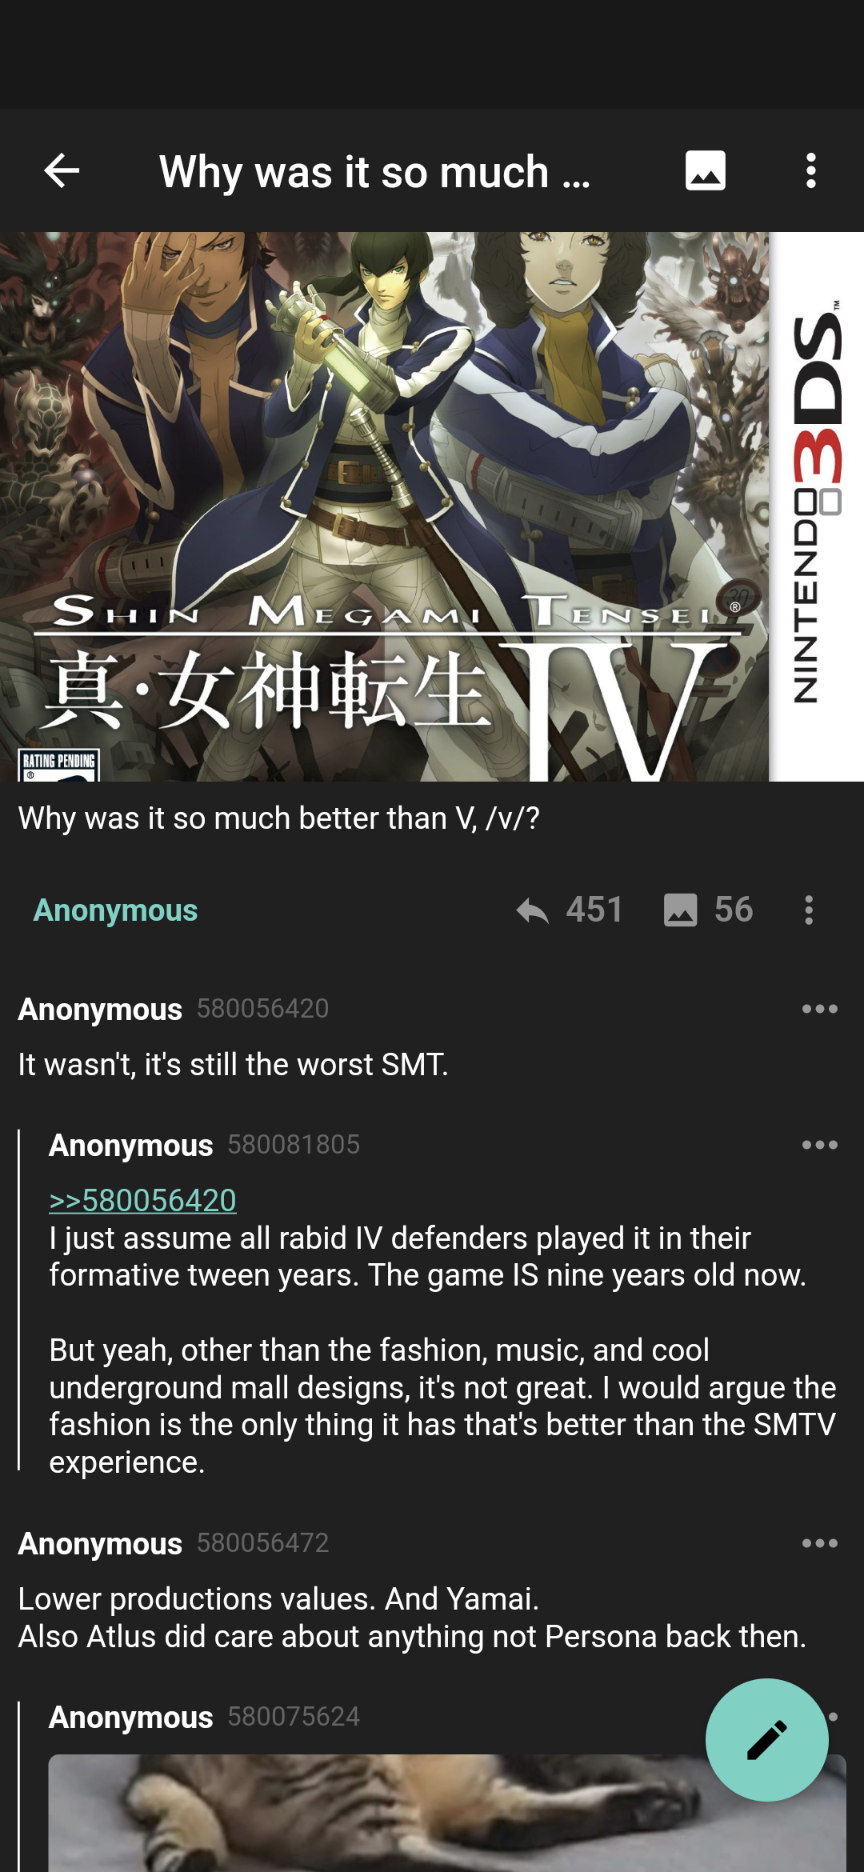 Why was it so much ...
SHIN MEGAMI TENSEI ®
真・女神転生 IV
NINTENDO 3DS™
RATING PENDING
®
Why was it so much better than V, /v/?
Anonymous 451 56
Anonymous 580056420
It wasn't, it's still the worst SMT.
Anonymous 580081805
>>580056420
I just assume all rabid IV defenders played it in their
formative tween years. The game IS nine years old now.
But yeah, other than the fashion, music, and cool
underground mall designs, it's not great. I would argue the
fashion is the only thing it has that's better than the SMTV
experience.
Anonymous 580056472
Lower productions values. And Yamai.
Also Atlus did care about anything not Persona back then.
Anonymous 580075624